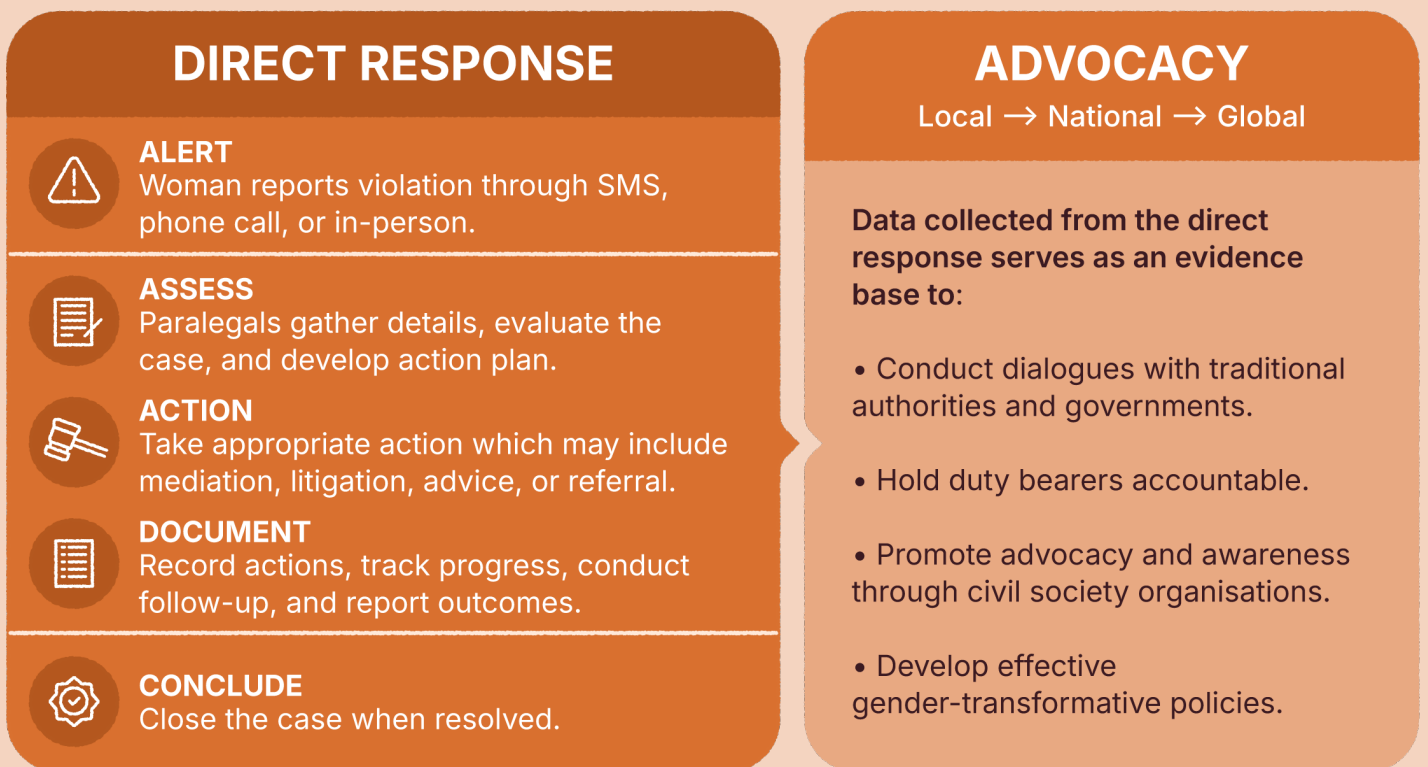 DIRECT RESPONSE
ALERT
Woman reports violation through SMS,
phone call, or in-person.
ASSESS
Paralegals gather details, evaluate the
case, and develop action plan.
ACTION
Take appropriate action which may include
mediation, litigation, advice, or referral.
DOCUMENT
Record actions, track progress, conduct
follow-up, and report outcomes.
CONCLUDE
Close the case when resolved.
ADVOCACY
Local → National → Global
Data collected from the direct
response serves as an evidence
base to:
• Conduct dialogues with traditional
authorities and governments.
• Hold duty bearers accountable.
• Promote advocacy and awareness
through civil society organisations.
• Develop effective
gender-transformative policies.